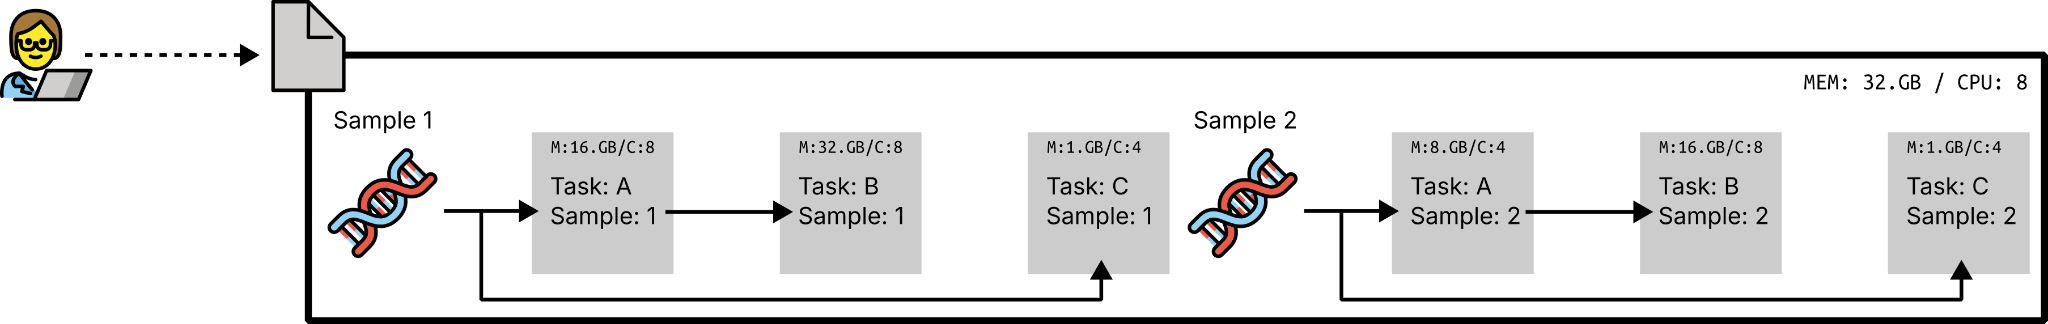 MEM: 32.GB / CPU: 8
Sample 1
M:16.GB/C:8
Task: A
Sample: 1
M:32.GB/C:8
Task: B
Sample: 1
M:1.GB/C:4
Task: C
Sample: 1
Sample 2
M:8.GB/C:4
Task: A
Sample: 2
M:16.GB/C:8
Task: B
Sample: 2
M:1.GB/C:4
Task: C
Sample: 2